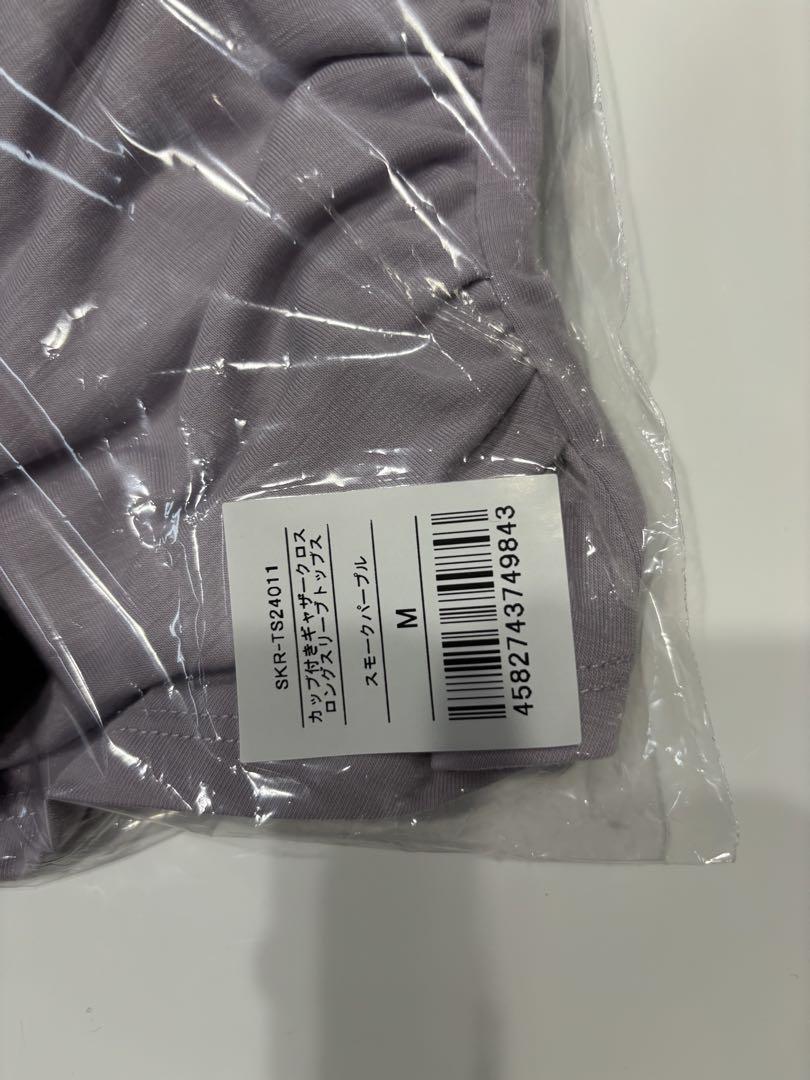 SKR-TS24011
カップ付きギャザークロス
ロングスリーブトップス
スモークパープル
M
4582743749843